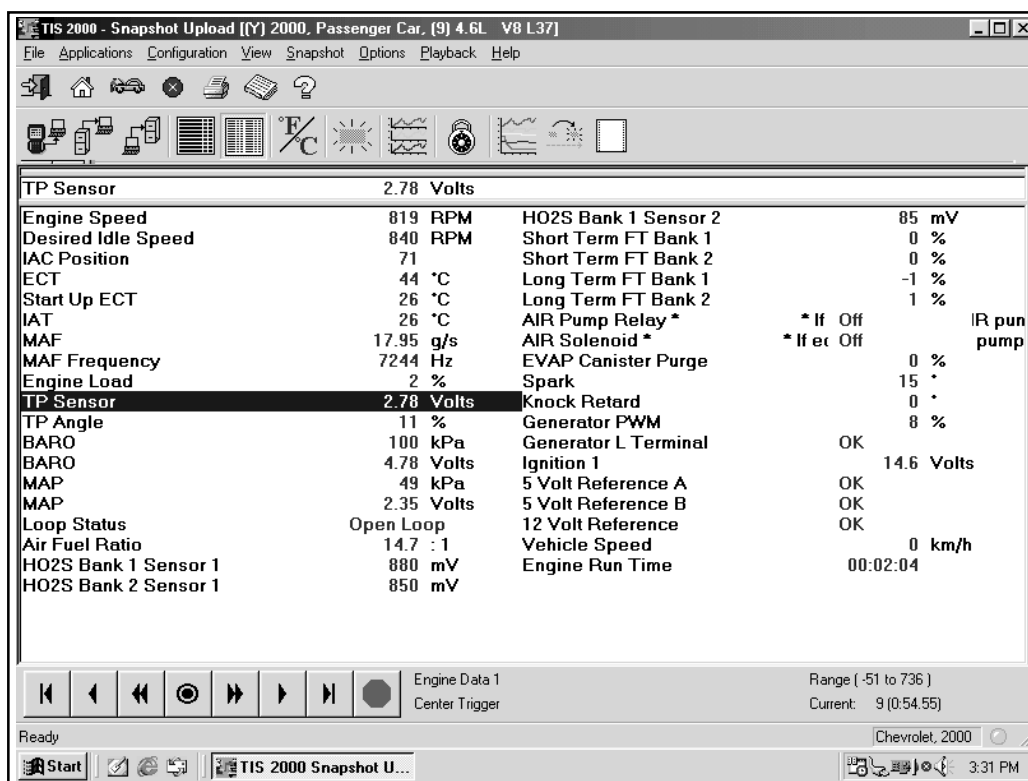 TIS 2000 - Snapshot Upload [(Y) 2000, Passenger Car, (9) 4.6L V8 L37]
File Applications Configuration View Snapshot Options Playback Help
°F/C
TP Sensor 2.78 Volts
Engine Speed 819 RPM
Desired Idle Speed 840 RPM
IAC Position 71
ECT 44 °C
Start Up ECT 26 °C
IAT 26 °C
MAF 17.95 g/s
MAF Frequency 7244 Hz
Engine Load 2 %
TP Sensor 2.78 Volts
TP Angle 11 %
BARO 100 kPa
BARO 4.78 Volts
MAP 49 kPa
MAP 2.35 Volts
Loop Status Open Loop
Air Fuel Ratio 14.7 : 1
HO2S Bank 1 Sensor 1 880 mV
HO2S Bank 2 Sensor 1 850 mV
HO2S Bank 1 Sensor 2 85 mV
Short Term FT Bank 1 0 %
Short Term FT Bank 2 0 %
Long Term FT Bank 1 -1 %
Long Term FT Bank 2 1 %
AIR Pump Relay * * If Off IR pun
AIR Solenoid * * If ec Off pump
EVAP Canister Purge 0 %
Spark 15 °
Knock Retard 0 °
Generator PWM 8 %
Generator L Terminal OK
Ignition 1 14.6 Volts
5 Volt Reference A OK
5 Volt Reference B OK
12 Volt Reference OK
Vehicle Speed 0 km/h
Engine Run Time 00:02:04
Engine Data 1
Center Trigger
Range ( -51 to 736 )
Current: 9 (0:54.55)
Ready
Chevrolet, 2000
Start
TIS 2000 Snapshot U...
3:31 PM